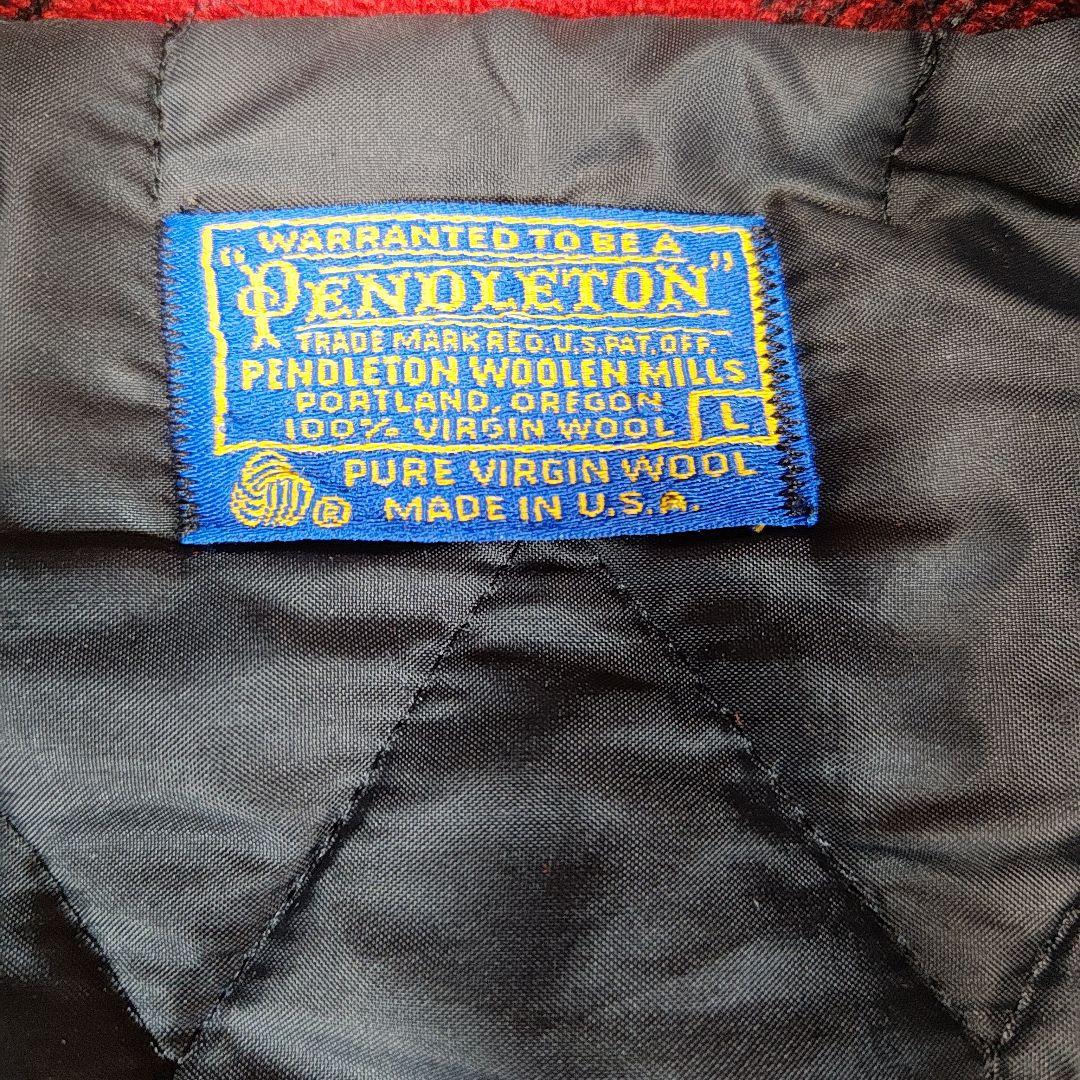 WARRANTED TO BE A
"PENDLETON"
TRADE MARK REG. U.S. PAT. OFF.
PENDLETON WOOLEN MILLS
PORTLAND, OREGON
100% VIRGIN WOOL L
PURE VIRGIN WOOL
® MADE IN U.S.A.